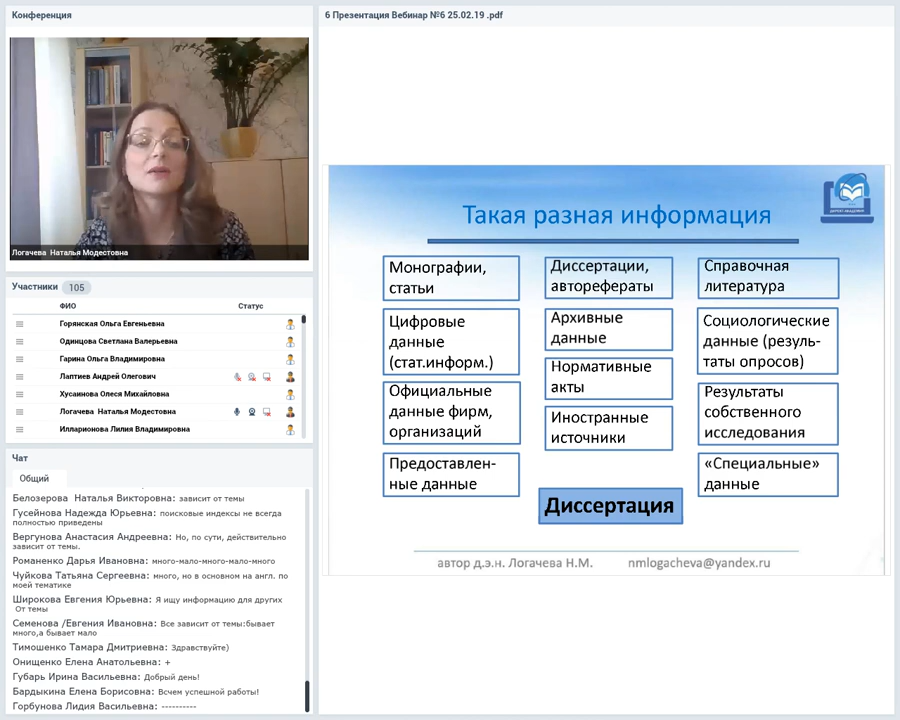 Конференция
Логачева  Наталья Модестовна
Участники 105
ФИО Статус
Горянская Ольга Евгеньевна
Одинцова Светлана Валерьевна
Гарина Ольга Владимировна
Лаптиев Андрей Олегович
Хусаинова Олеся Михайловна
Логачева  Наталья Модестовна
Илларионова Лилия Владимировна
Чат
Общий
Белозерова  Наталья Викторовна: зависит от темы
Гусейнова Надежда Юрьевна: поисковые индексы не всегда
полностью приведены
Вергунова Анастасия Андреевна: Но, по сути, действительно
зависит от темы.
Романенко Дарья Ивановна: много-мало-много-мало-много
Чуйкова Татьяна Сергеевна: много, но в основном на англ. по
моей тематике
Широкова Евгения Юрьевна: Я ищу информацию для других
От темы
Семенова /Евгения Ивановна: Все зависит от темы:бывает
много,а бывает мало
Тимошенко Тамара Дмитриевна: Здравствуйте)
Онищенко Елена Анатольевна: +
Губарь Ирина Васильевна: Добрый день!
Бардыкина Елена Борисовна: Всчем успешной работы!
Горбунова Лидия Васильевна: ----------
6 Презентация Вебинар №6 25.02.19 .pdf
Такая разная информация
Монографии,
статьи
Цифровые
данные
(стат.информ.)
Официальные
данные фирм,
организаций
Предоставлен-
ные данные
Диссертации,
авторефераты
Архивные
данные
Нормативные
акты
Иностранные
источники
Справочная
литература
Социологические
данные (резуль-
таты опросов)
Результаты
собственного
исследования
«Специальные»
данные
Диссертация
автор д.э.н. Логачева Н.М. nmlogacheva@yandex.ru